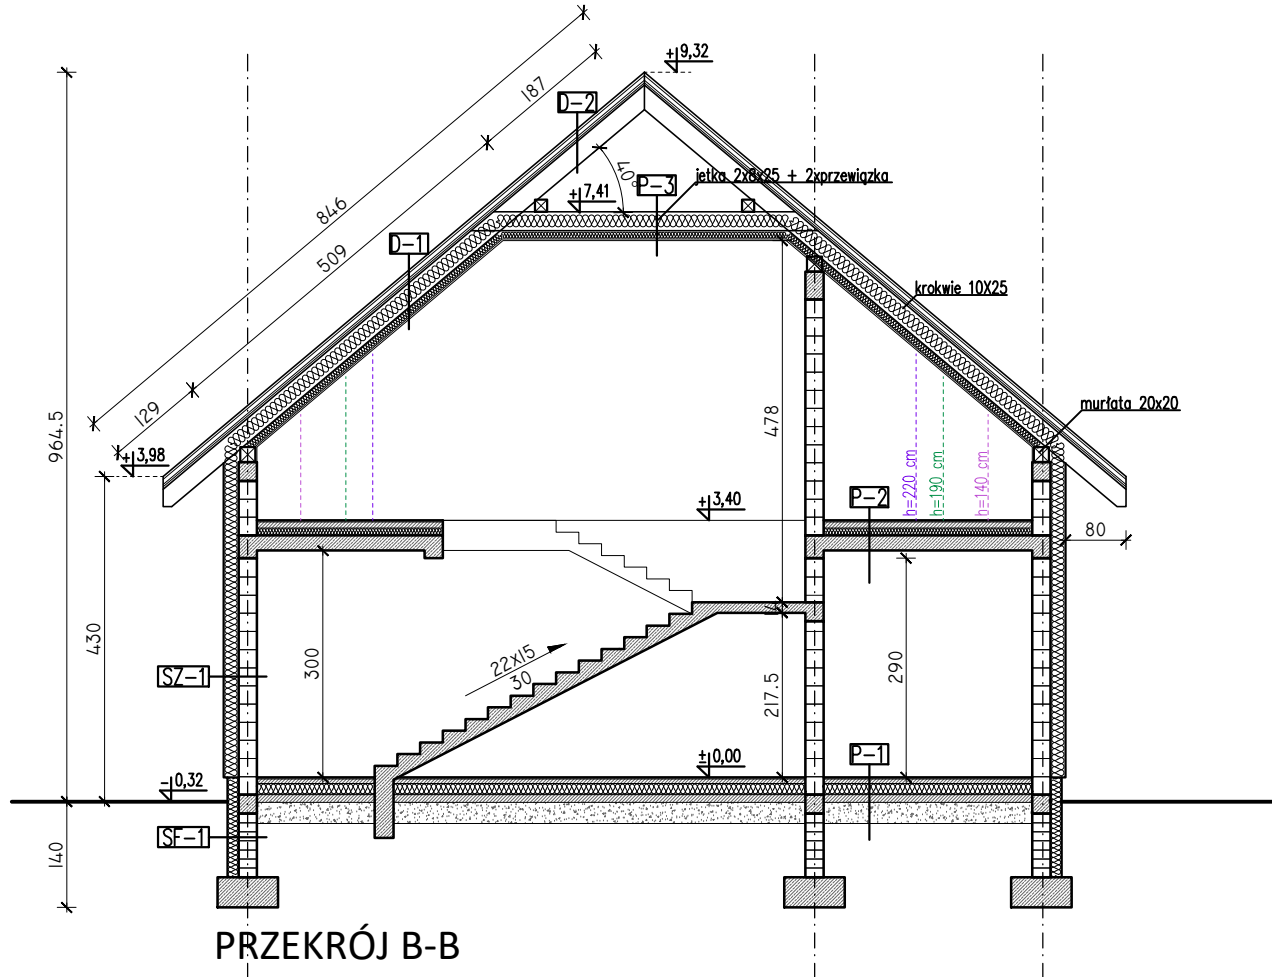 +9,32
187
D-2
40°
P-3
jętka 2x8x25 + 2xprzewiązka
+7,41
846
509
D-1
krokwie 10X25
129
murłata 20x20
964.5
+3,98
478
h=220 cm
h=190 cm
h=140 cm
+3,40
P-2
80
430
300
22x15
30
290
SZ-1
217.5
±0,00
P-1
-0,32
SF-1
140
PRZEKRÓJ B-B